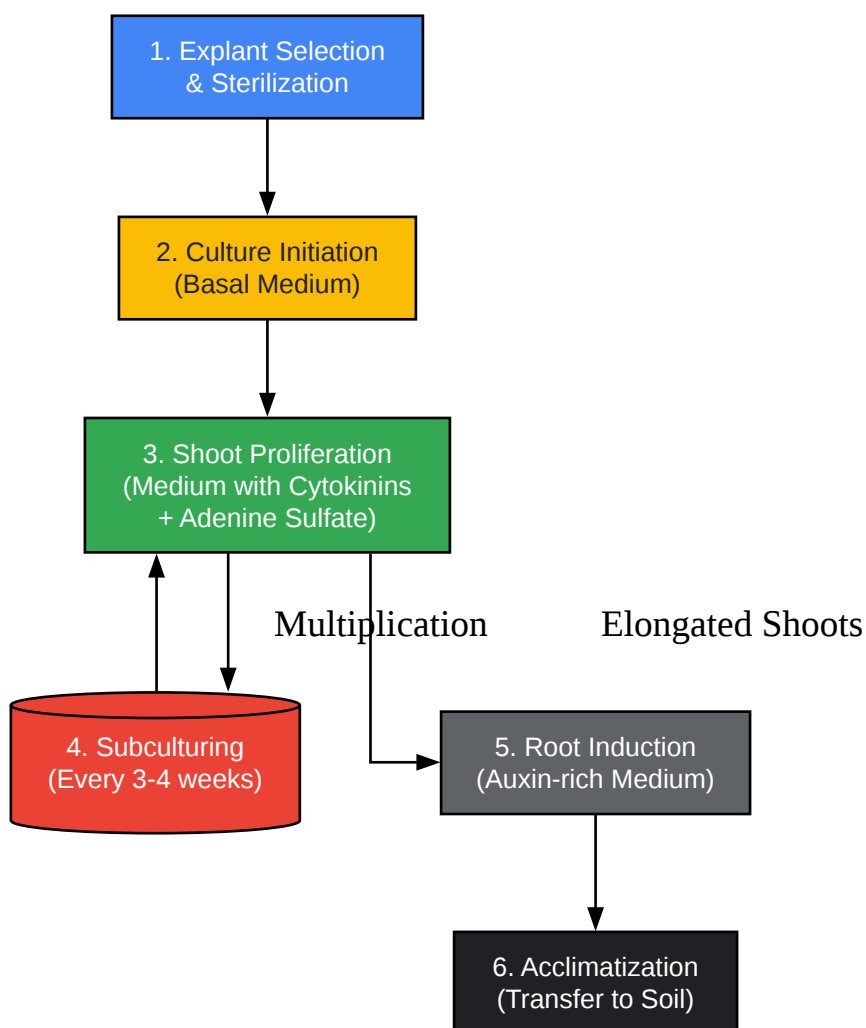 1. Explant Selection
& Sterilization
2. Culture Initiation
(Basal Medium)
3. Shoot Proliferation
(Medium with Cytokinins
+ Adenine Sulfate)
Multiplication
Elongated Shoots
4. Subculturing
(Every 3-4 weeks)
5. Root Induction
(Auxin-rich Medium)
6. Acclimatization
(Transfer to Soil)